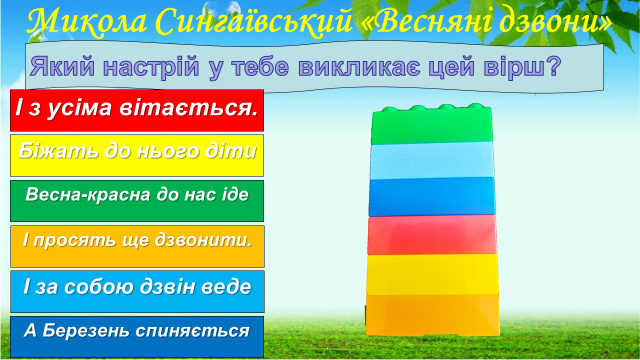 Микола Сингаївський «Весняні дзвони»
Який настрій у тебе викликає цей вірш?
І з усіма вітається.
Біжать до нього діти
Весна-красна до нас іде
І просять ще дзвонити.
І за собою дзвін веде
А Березень спиняється